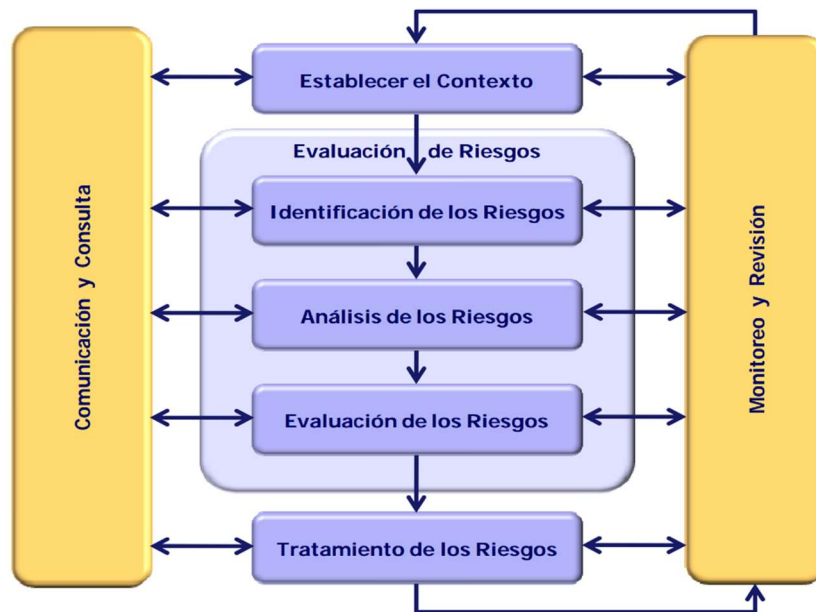 Establecer el Contexto
Evaluación de Riesgos
Identificación de los Riesgos
Análisis de los Riesgos
Evaluación de los Riesgos
Tratamiento de los Riesgos
Comunicación y Consulta
Monitoreo y Revisión